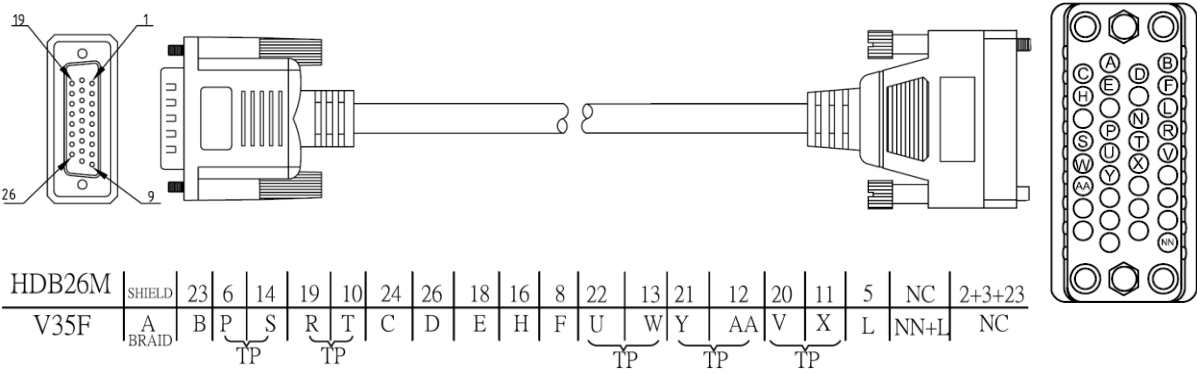 19
1
26
9
A
B
C
D
E
F
H
L
N
P
R
S
T
U
V
W
X
Y
AA
NN
HDB26M SHIELD 23 6 14 19 10 24 26 18 16 8 22 13 21 12 20 11 5 NC 2+3+23
V35F A BRAID B P S R T C D E H F U W Y AA V X L NN+L NC
TP TP TP TP TP